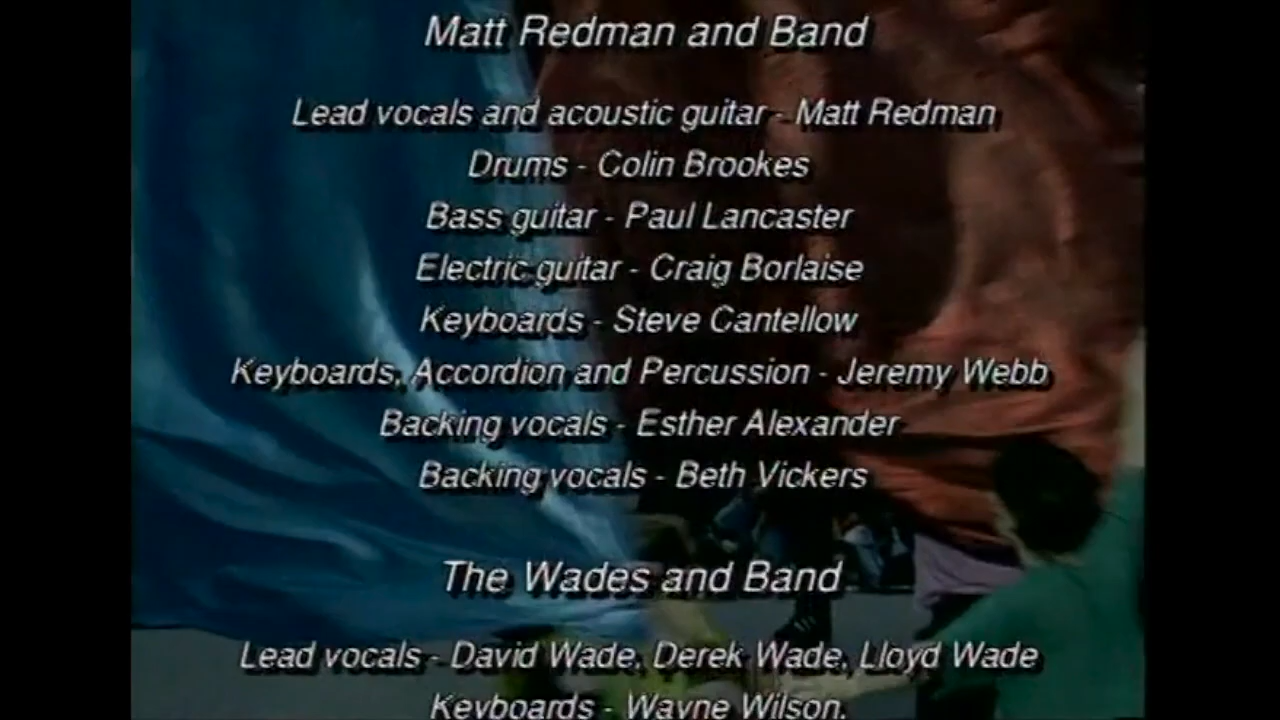 Matt Redman and Band
Lead vocals and acoustic guitar - Matt Redman
Drums - Colin Brookes
Bass guitar - Paul Lancaster
Electric guitar - Craig Borlaise
Keyboards - Steve Cantellow
Keyboards, Accordion and Percussion - Jeremy Webb
Backing vocals - Esther Alexander
Backing vocals - Beth Vickers
The Wades and Band
Lead vocals - David Wade, Derek Wade, Lloyd Wade
Keyboards - Wayne Wilson.